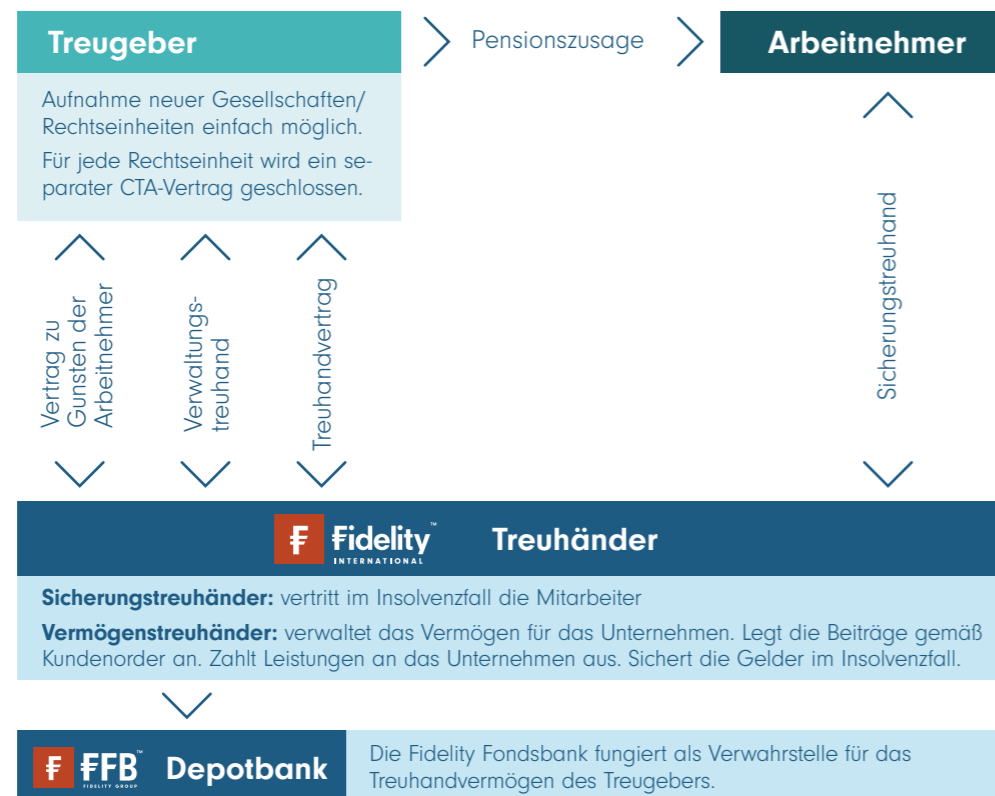 Treugeber
Pensionszusage
Arbeitnehmer
Aufnahme neuer Gesellschaften/
Rechtseinheiten einfach möglich.
Für jede Rechtseinheit wird ein se-
parater CTA-Vertrag geschlossen.
Vertrag zu
Gunsten der
Arbeitnehmer
Verwaltungs-
treuhand
Treuhandvertrag
Sicherungstreuhand
Fidelity™
INTERNATIONAL
Treuhänder
Sicherungstreuhänder: vertritt im Insolvenzfall die Mitarbeiter
Vermögenstreuhänder: verwaltet das Vermögen für das Unternehmen. Legt die Beiträge gemäß
Kundenorder an. Zahlt Leistungen an das Unternehmen aus. Sichert die Gelder im Insolvenzfall.
FFB™
FIDELITY GROUP
Depotbank
Die Fidelity Fondsbank fungiert als Verwahrstelle für das
Treuhandvermögen des Treugebers.